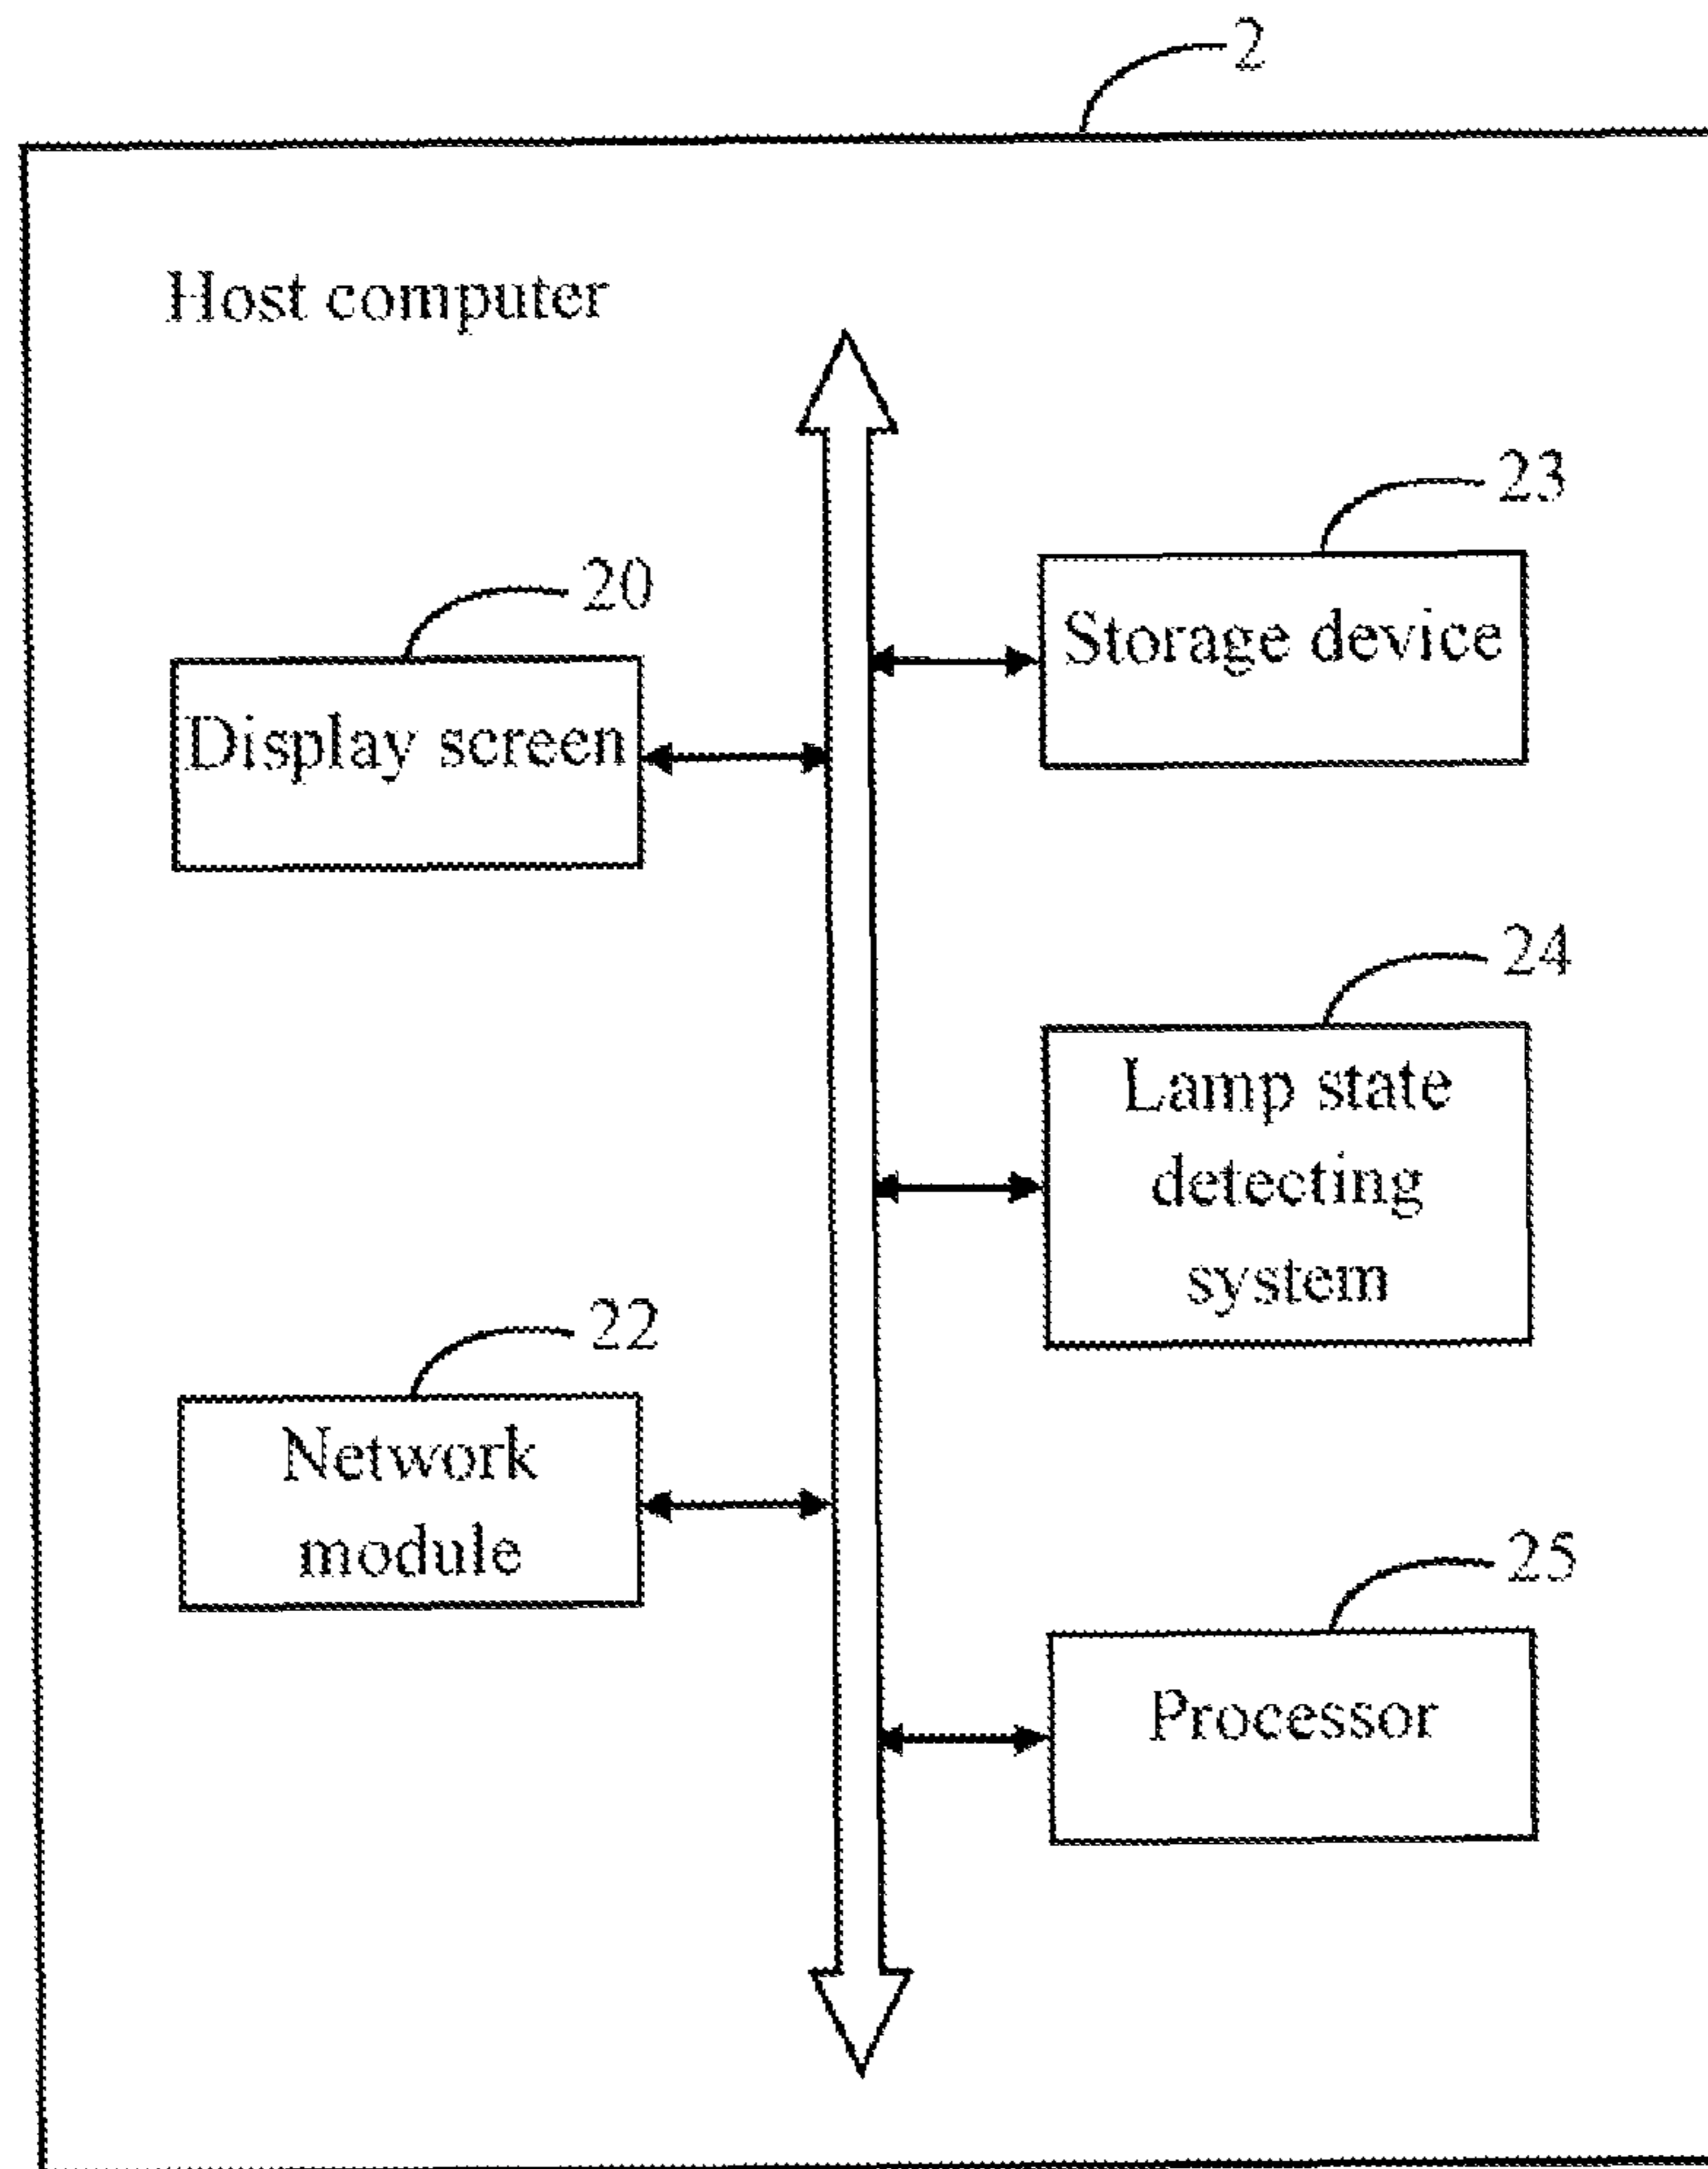 2
Host computer
23
Storage device
20
Display screen
24
Lamp state
detecting
system
22
Network
module
25
Processor